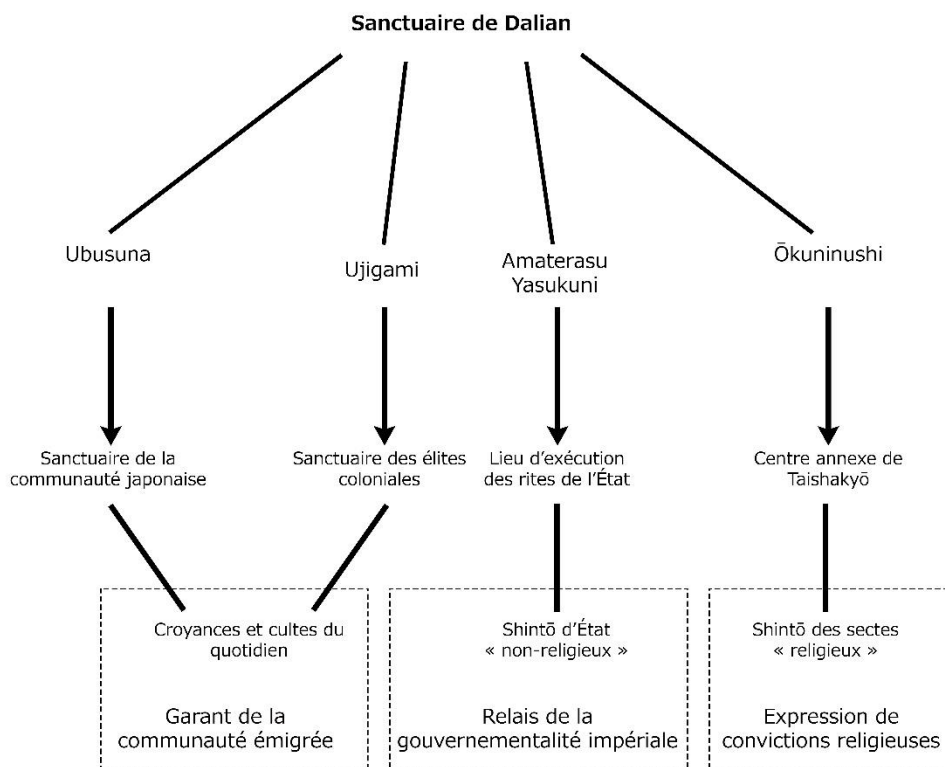 Sanctuaire de Dalian
Ubusuna
Ujigami
Amaterasu
Yasukuni
Ōkuninushi
Sanctuaire de la
communauté japonaise
Sanctuaire des élites
coloniales
Lieu d’exécution
des rites de l’État
Centre annexe de
Taishakyō
Croyances et cultes du
quotidien
Garant de la
communauté émigrée
Shintō d’État
« non-religieux »
Relais de la
gouvernementalité impériale
Shintō des sectes
« religieux »
Expression de
convictions religieuses